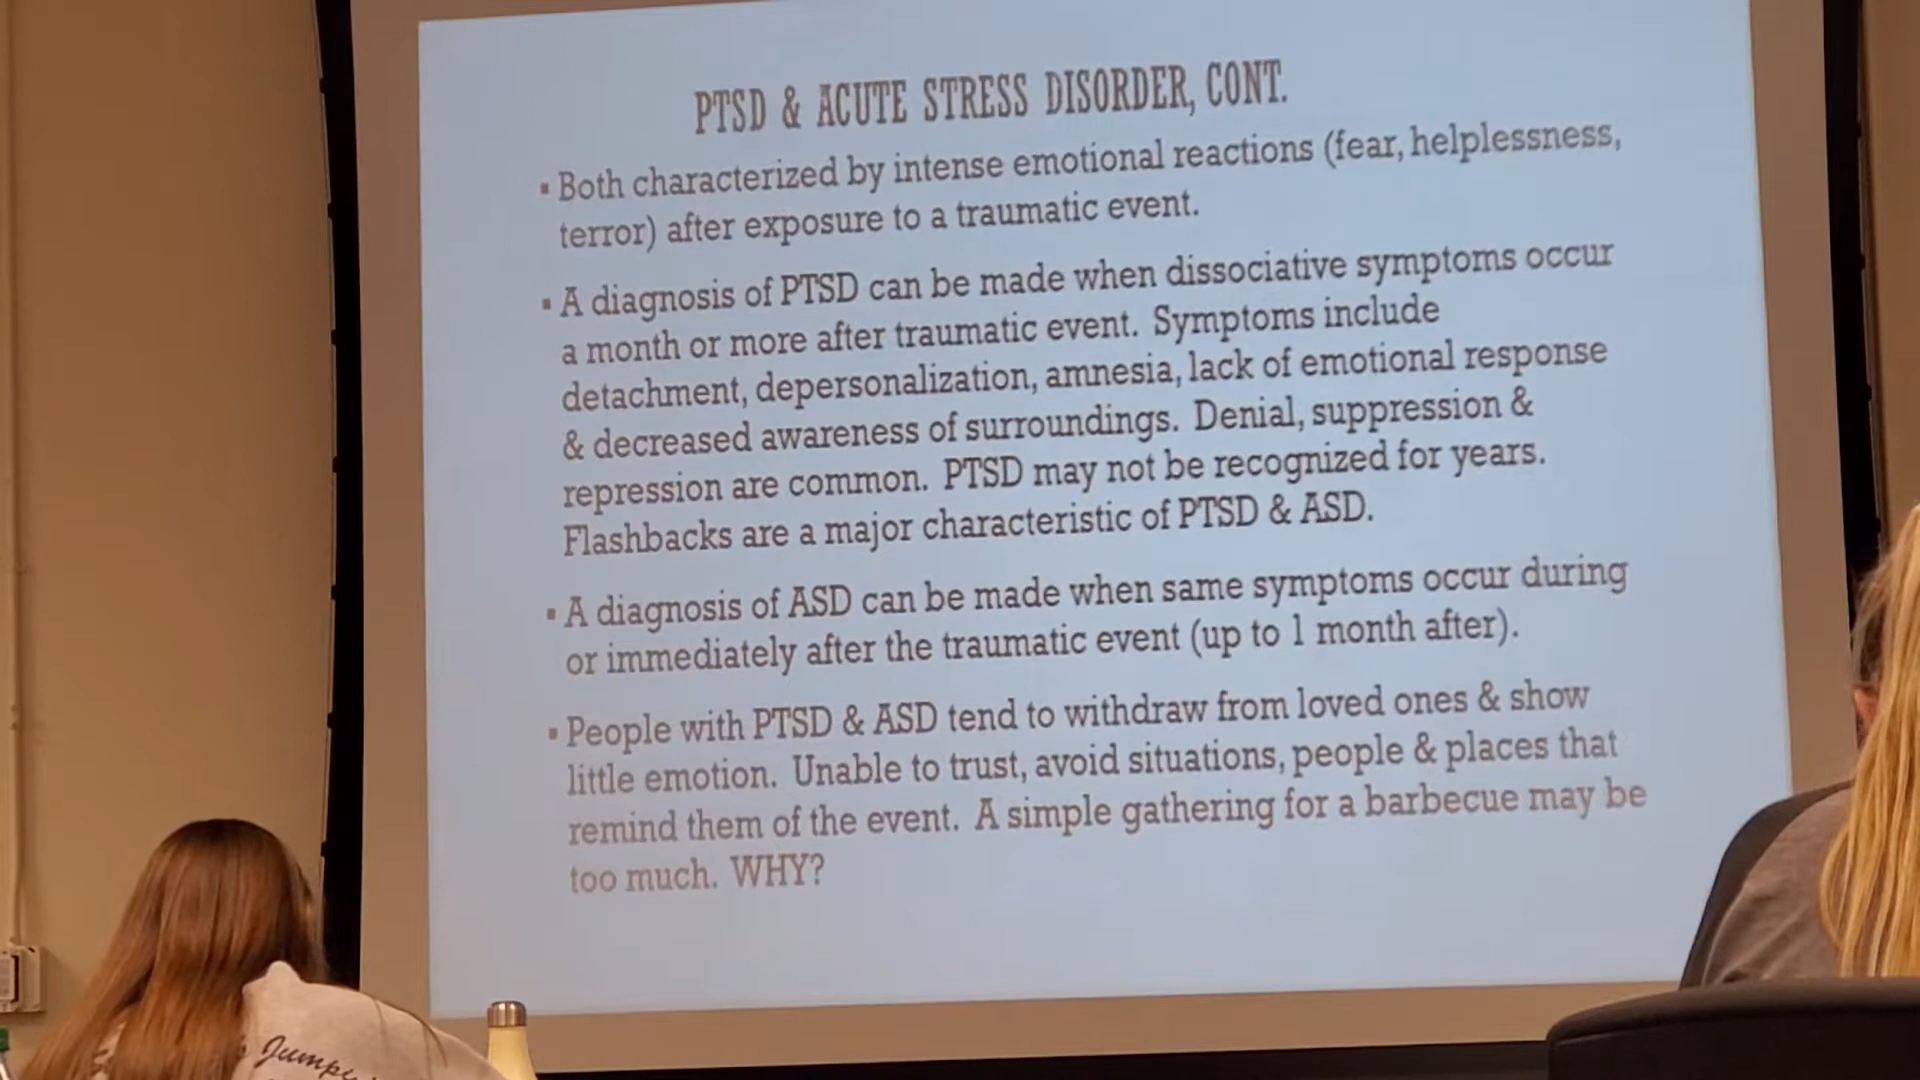 PTSD & ACUTE STRESS DISORDER, CONT.
▪ Both characterized by intense emotional reactions (fear, helplessness,
terror) after exposure to a traumatic event.
▪ A diagnosis of PTSD can be made when dissociative symptoms occur
a month or more after traumatic event. Symptoms include
detachment, depersonalization, amnesia, lack of emotional response
& decreased awareness of surroundings. Denial, suppression &
repression are common. PTSD may not be recognized for years.
Flashbacks are a major characteristic of PTSD & ASD.
▪ A diagnosis of ASD can be made when same symptoms occur during
or immediately after the traumatic event (up to 1 month after).
▪ People with PTSD & ASD tend to withdraw from loved ones & show
little emotion. Unable to trust, avoid situations, people & places that
remind them of the event. A simple gathering for a barbecue may be
too much. WHY?